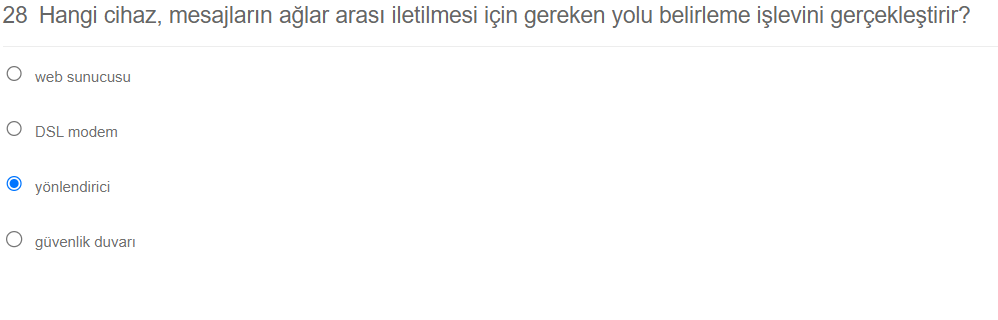 28 Hangi cihaz, mesajların ağlar arası iletilmesi için gereken yolu belirleme işlevini gerçekleştirir?
web sunucusu
DSL modem
yönlendirici
güvenlik duvarı